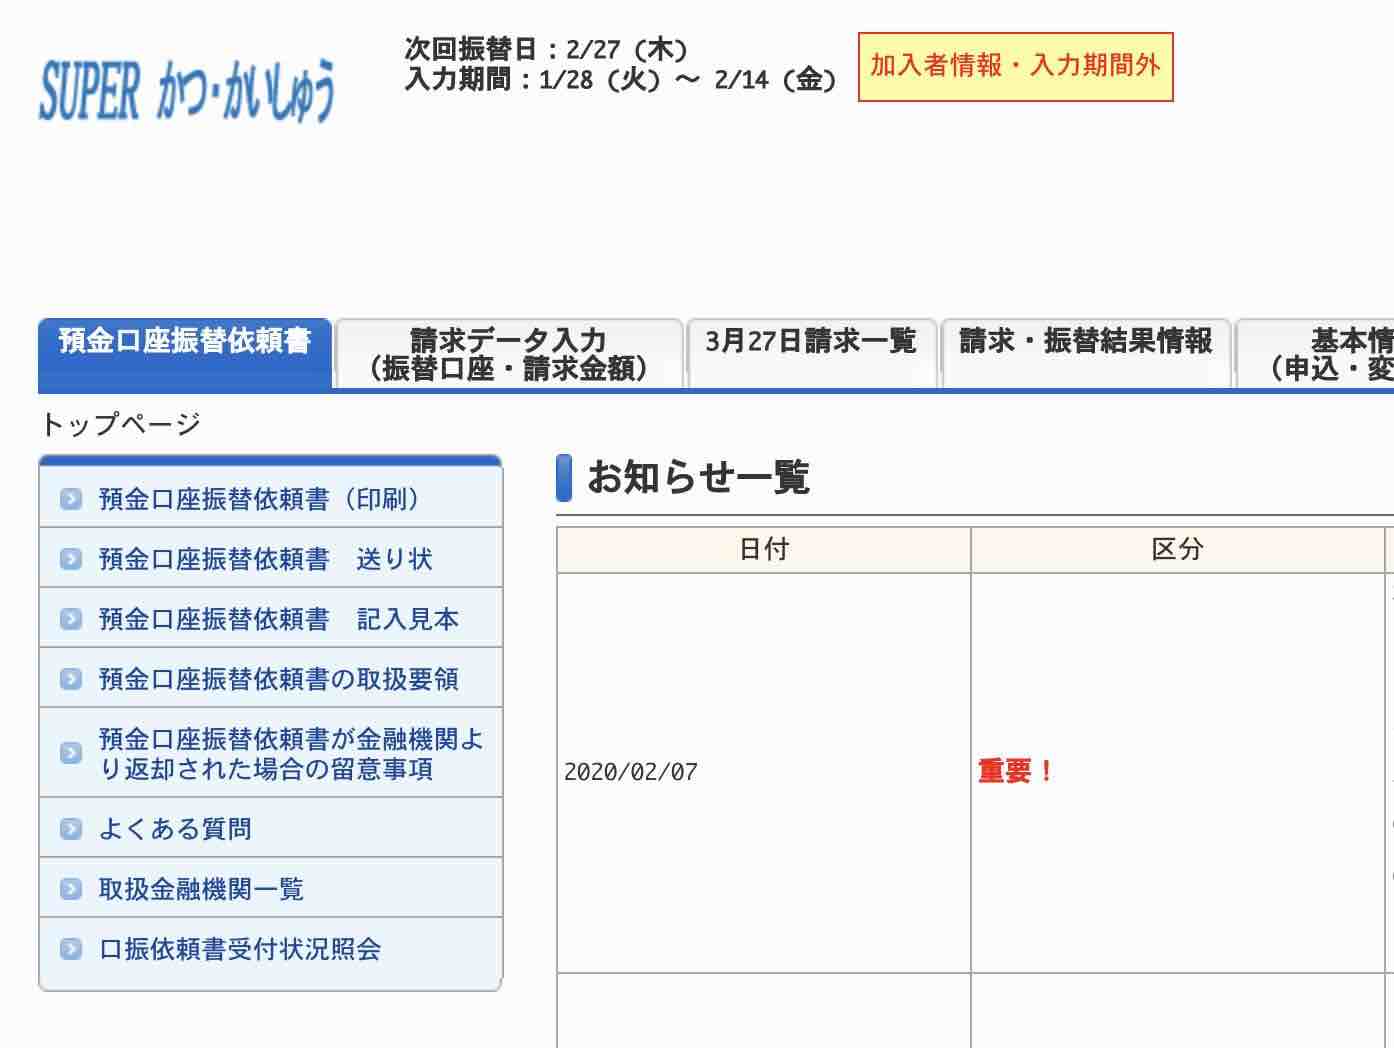 SUPER かつ・かいしゅう
次回振替日：2/27（木）
入力期間：1/28（火）～ 2/14（金）
加入者情報・入力期間外
預金口座振替依頼書
請求データ入力
（振替口座・請求金額）
3月27日請求一覧
請求・振替結果情報
基本情
（申込・変
トップページ
預金口座振替依頼書（印刷）
預金口座振替依頼書　送り状
預金口座振替依頼書　記入見本
預金口座振替依頼書の取扱要領
預金口座振替依頼書が金融機関よ
り返却された場合の留意事項
よくある質問
取扱金融機関一覧
口振依頼書受付状況照会
お知らせ一覧
日付
区分
2020/02/07
重要！